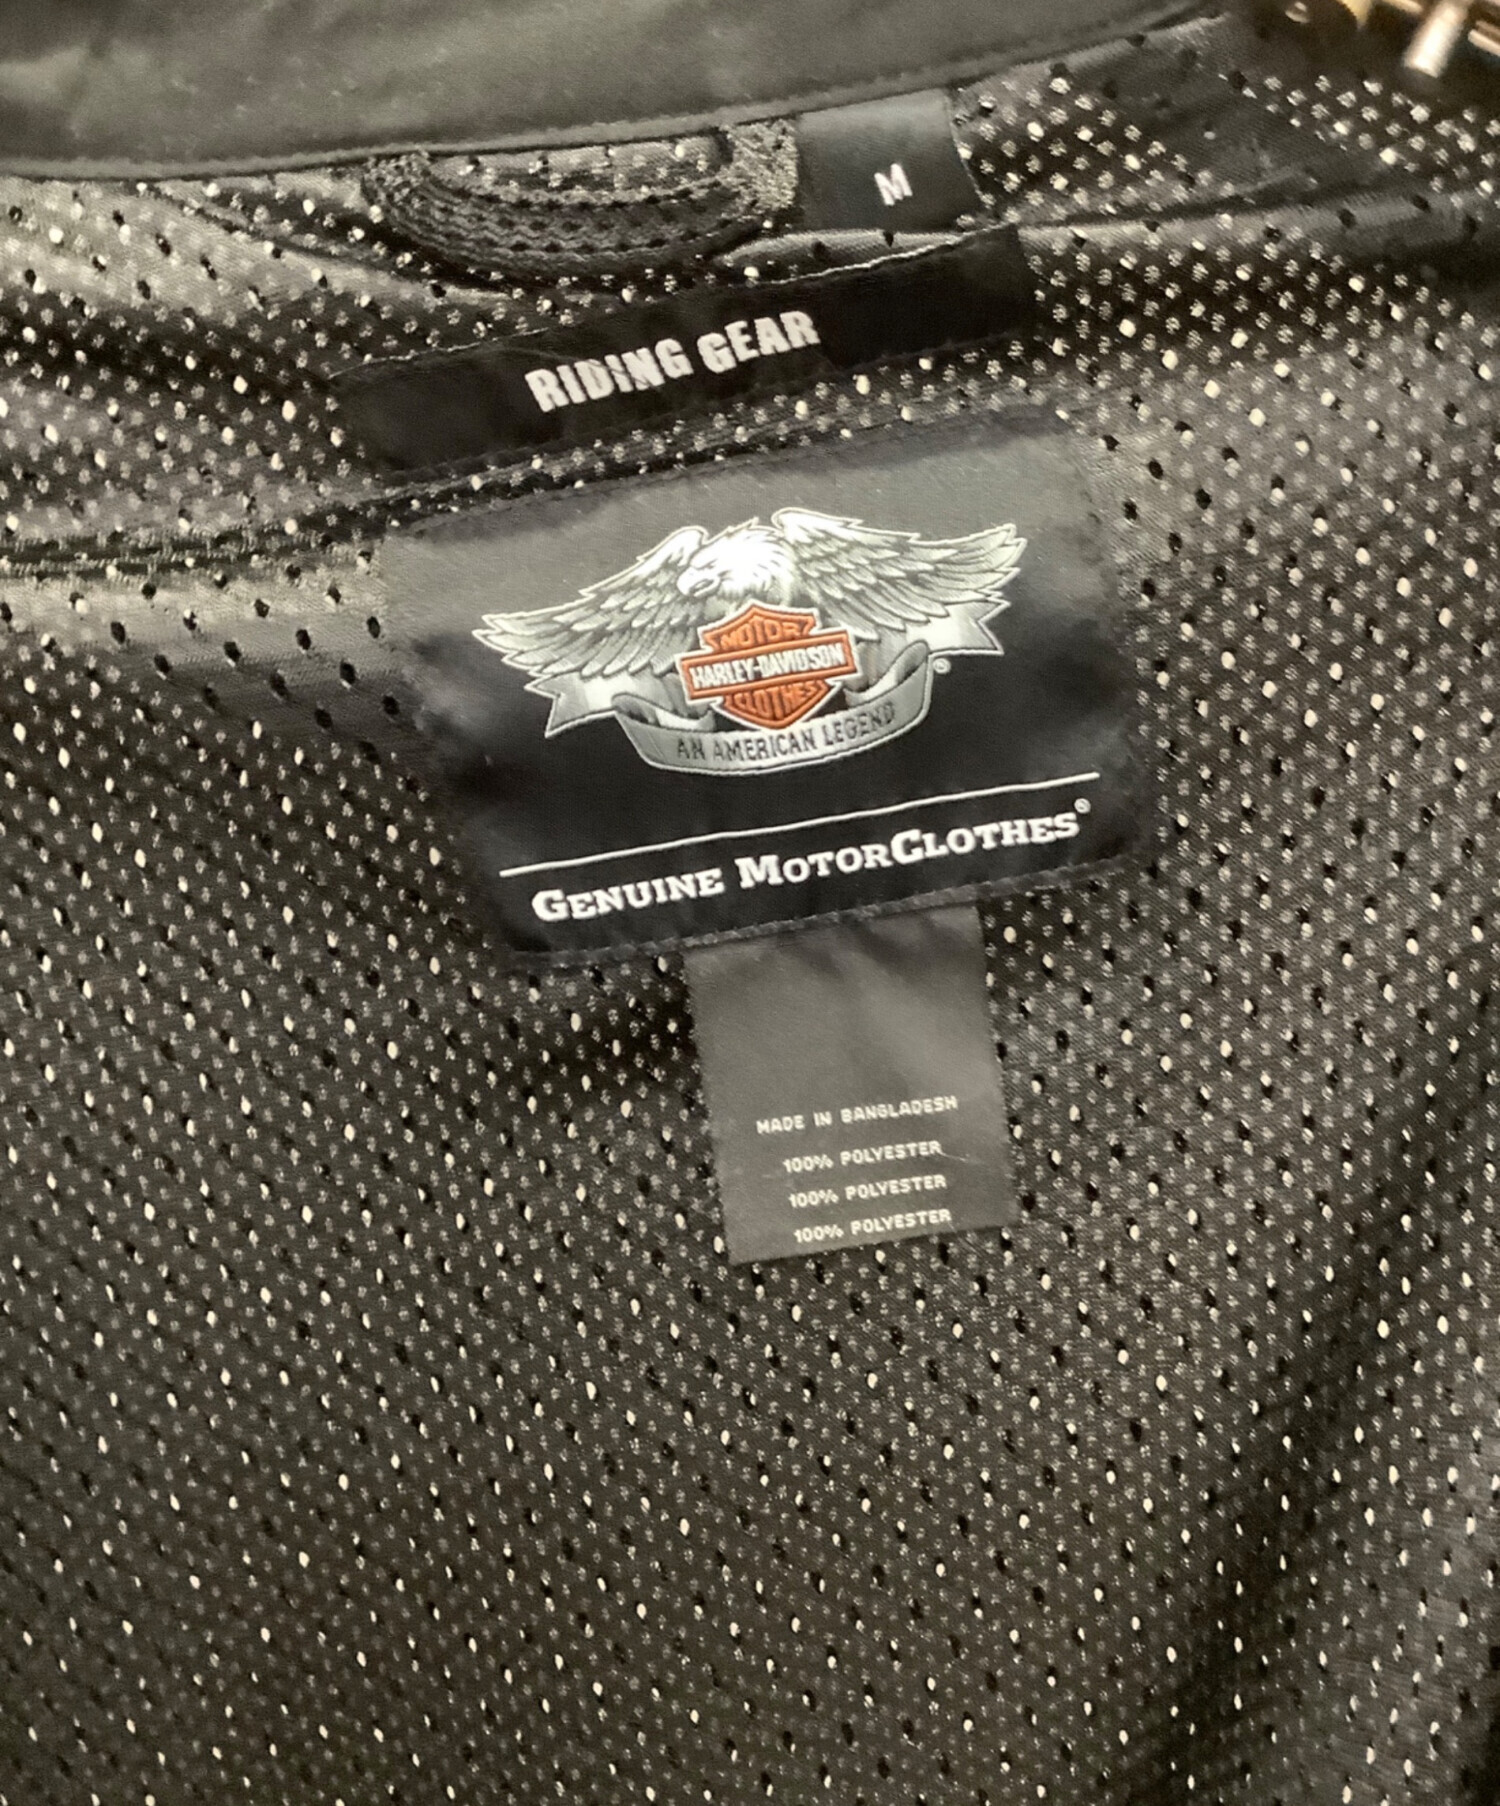 M
RIDING GEAR
MOTOR
HARLEY-DAVIDSON
CLOTHES
®
AN AMERICAN LEGEND
GENUINE MOTORCLOTHES®
MADE IN BANGLADESH
100% POLYESTER
100% POLYESTER
100% POLYESTER